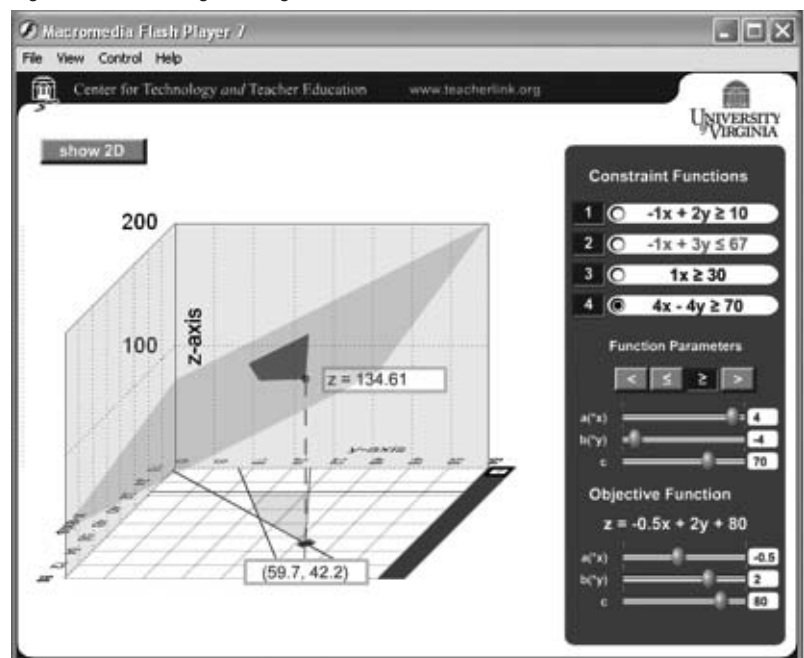 Macromedia Flash Player 7
File View Control Help
Center for Technology and Teacher Education www.teacherlink.org
UNIVERSITY
of VIRGINIA
show 2D
200
100
z-axis
y-axis
z = 134.61
(59.7, 42.2)
Constraint Functions
1 -1x + 2y ≥ 10
2 -1x + 3y ≤ 67
3 1x ≥ 30
4 4x - 4y ≥ 70
Function Parameters
< ≤ ≥ >
a(*x) 4
b(*y) -4
c 70
Objective Function
z = -0.5x + 2y + 80
a(*x) -0.5
b(*y) 2
c 80